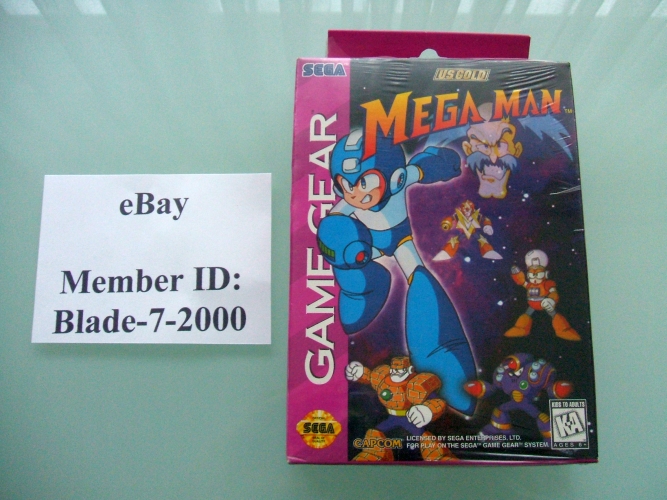 eBay
Member ID:
Blade-7-2000
SEGA
GAME GEAR
U.S. GOLD
MEGA MAN
TM
SEGA
CAPCOM
LICENSED BY SEGA ENTERPRISES, LTD.
FOR PLAY ON THE SEGA™ GAME GEAR™ SYSTEM.
KIDS TO ADULTS
KA
AGES 6+